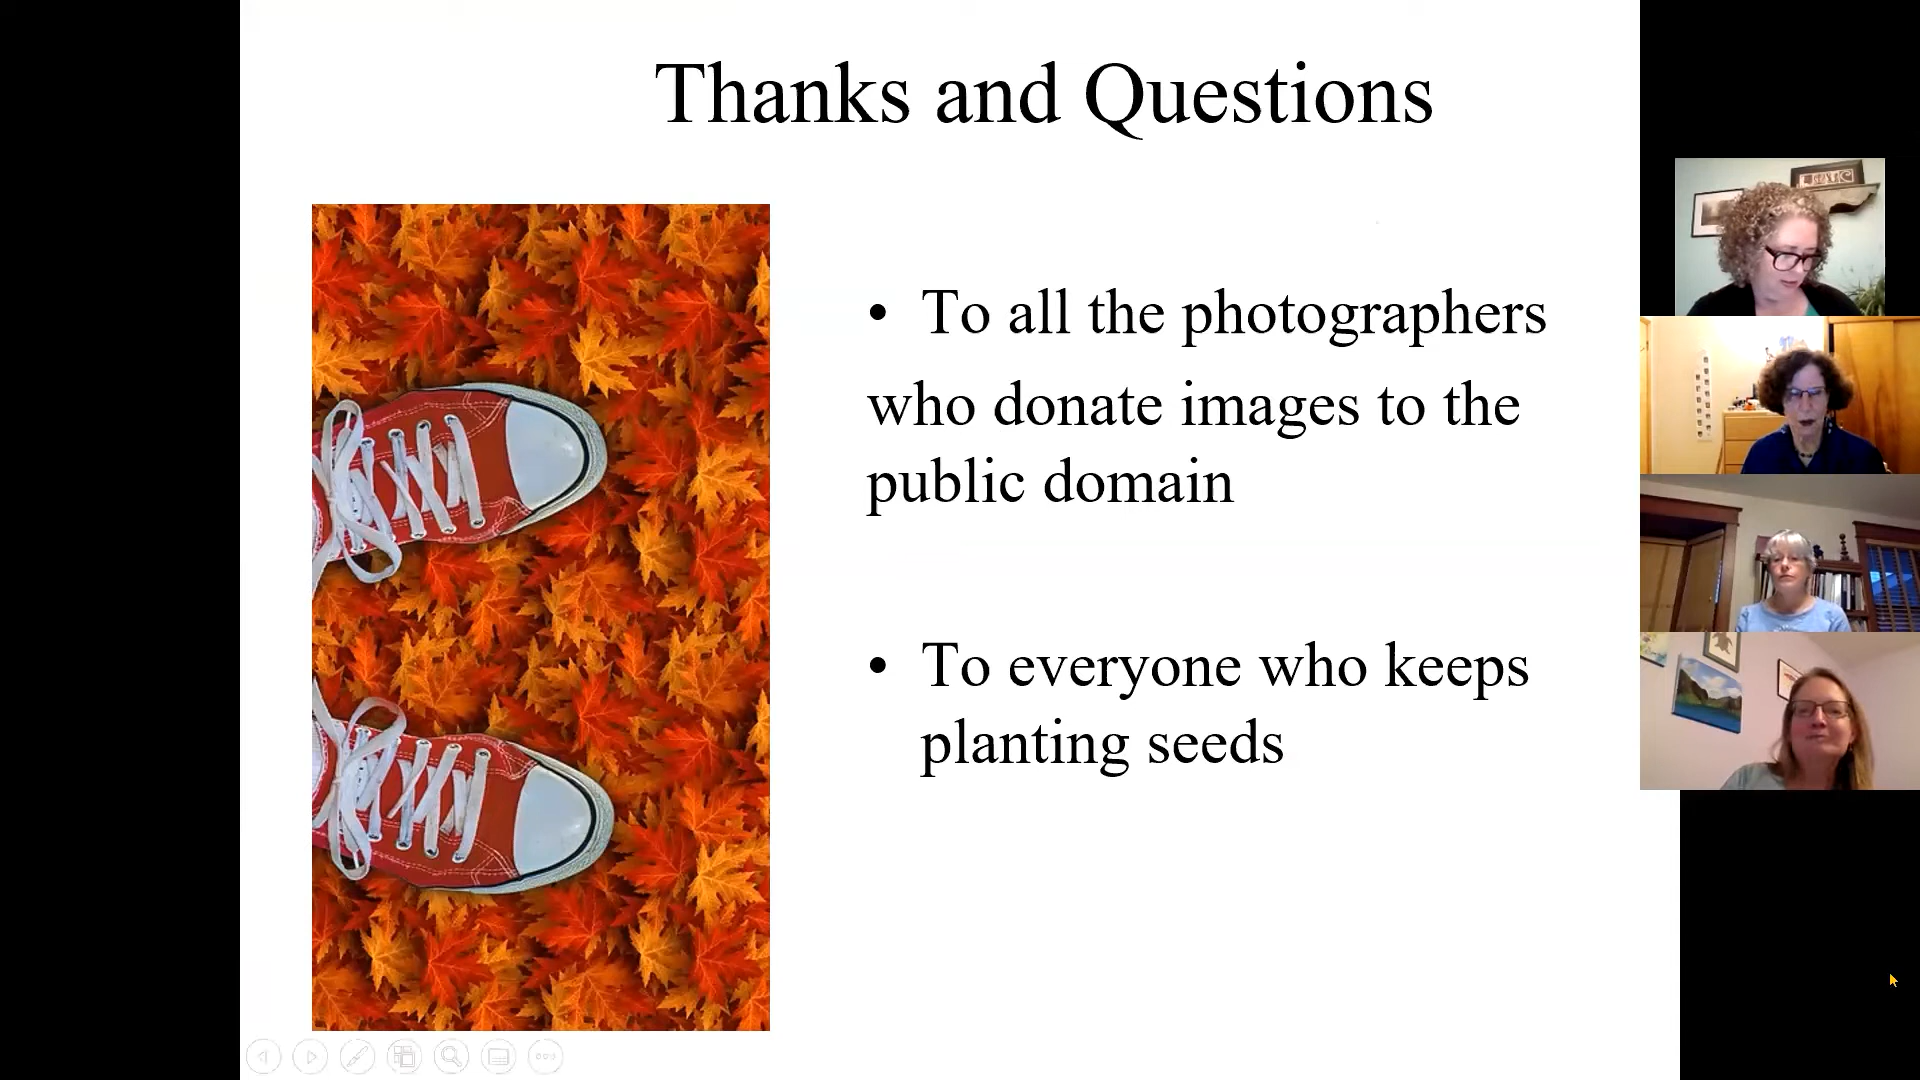 Thanks and Questions
• To all the photographers
who donate images to the
public domain
• To everyone who keeps
planting seeds